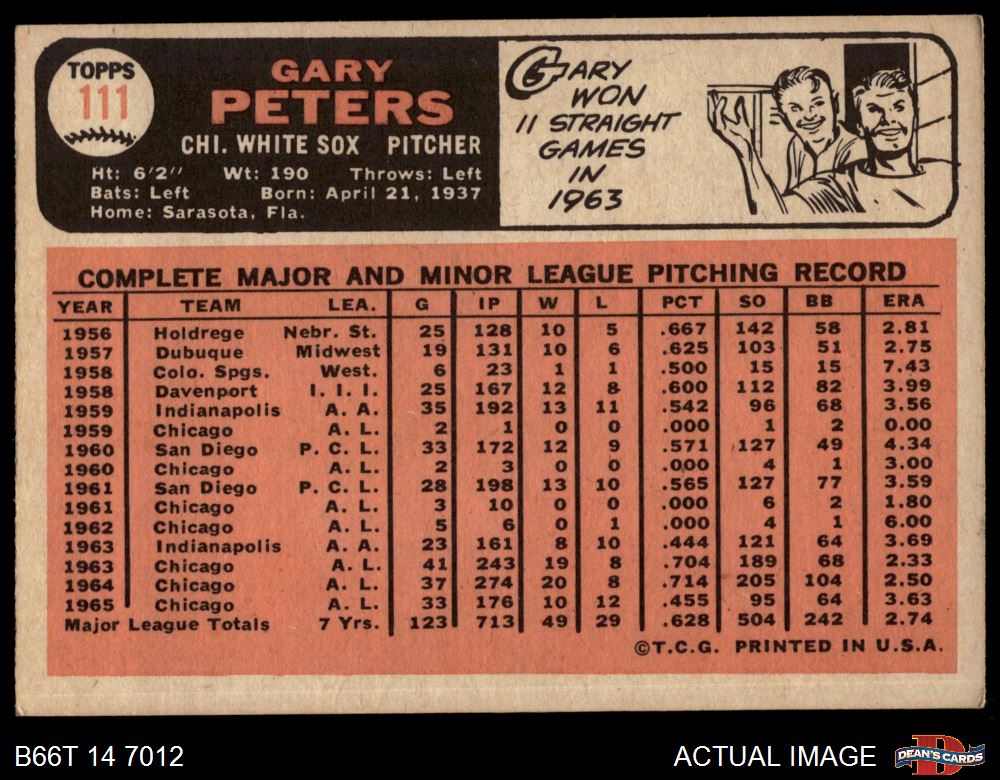 TOPPS
111
GARY
PETERS
CHI. WHITE SOX PITCHER
Ht: 6'2" Wt: 190 Throws: Left
Bats: Left Born: April 21, 1937
Home: Sarasota, Fla.
GARY
WON
11 STRAIGHT
GAMES
IN
1963
COMPLETE MAJOR AND MINOR LEAGUE PITCHING RECORD
YEAR TEAM LEA. G IP W L PCT SO BB ERA
1956 Holdrege Nebr. St. 25 128 10 5 .667 142 58 2.81
1957 Dubuque Midwest 19 131 10 6 .625 103 51 2.75
1958 Colo. Spgs. West. 6 23 1 1 .500 15 15 7.43
1958 Davenport I. I. I. 25 167 12 8 .600 112 82 3.99
1959 Indianapolis A. A. 35 192 13 11 .542 96 68 3.56
1959 Chicago A. L. 2 1 0 0 .000 1 2 0.00
1960 San Diego P. C. L. 33 172 12 9 .571 127 49 4.34
1960 Chicago A. L. 2 3 0 0 .000 4 1 3.00
1961 San Diego P. C. L. 28 198 13 10 .565 127 77 3.59
1961 Chicago A. L. 3 10 0 0 .000 6 2 1.80
1962 Chicago A. L. 5 6 0 1 .000 4 1 6.00
1963 Indianapolis A. A. 23 161 8 10 .444 121 64 3.69
1963 Chicago A. L. 41 243 19 8 .704 189 68 2.33
1964 Chicago A. L. 37 274 20 8 .714 205 104 2.50
1965 Chicago A. L. 33 176 10 12 .455 95 64 3.63
Major League Totals 7 Yrs. 123 713 49 29 .628 504 242 2.74
©T.C.G. PRINTED IN U.S.A.
B66T 14 7012
ACTUAL IMAGE
DEAN'S CARDS